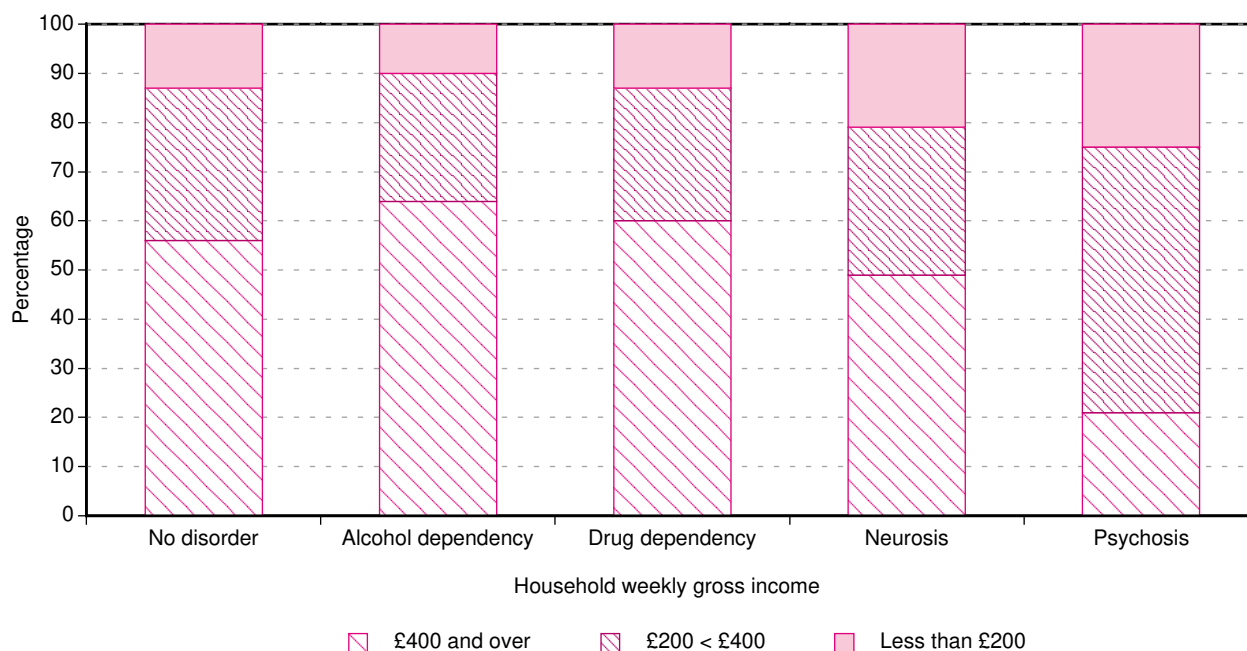 100
90
80
70
60
50
40
30
20
10
0
Percentage
No disorder
Alcohol dependency
Drug dependency
Neurosis
Psychosis
Household weekly gross income
£400 and over
£200 < £400
Less than £200